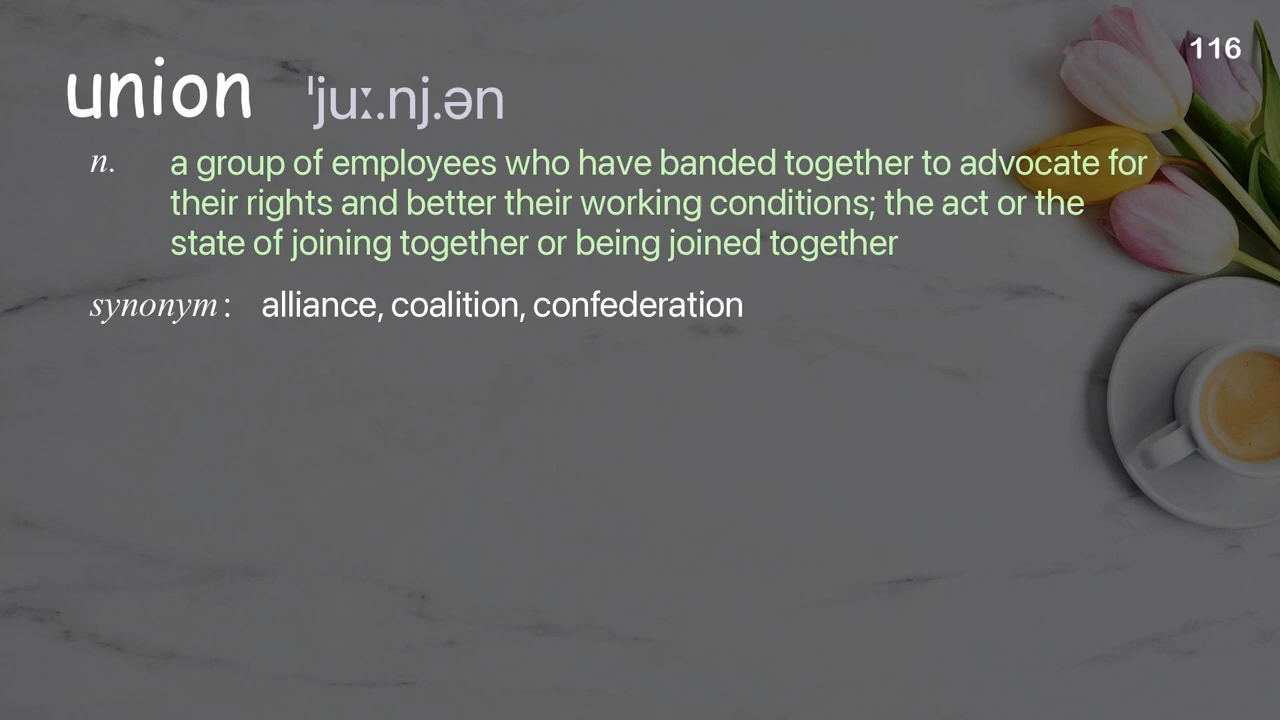 116
union ˈjuː.nj.ən
n. a group of employees who have banded together to advocate for
their rights and better their working conditions; the act or the
state of joining together or being joined together
synonym : alliance, coalition, confederation